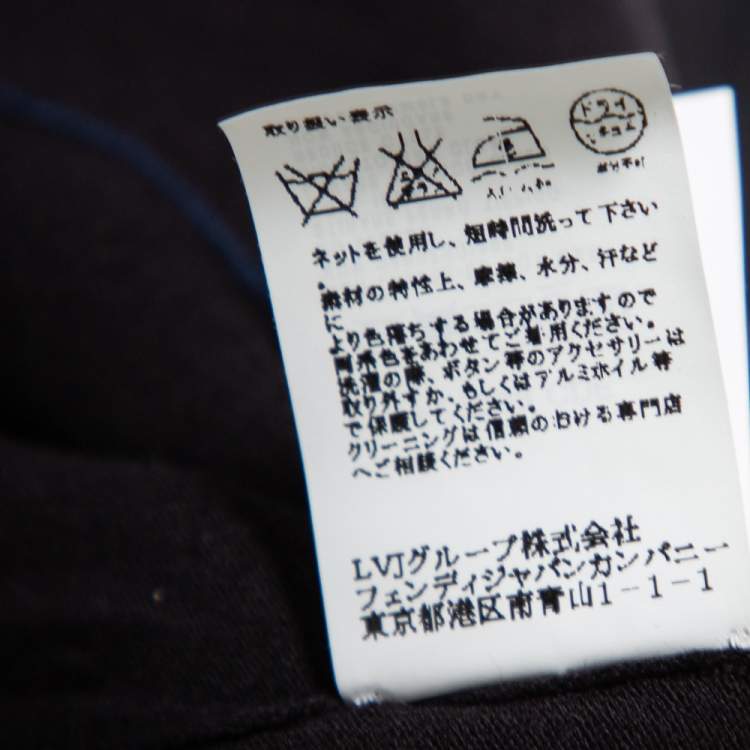 取り扱い表示
ドライ
ネットを使用し、短時間洗って下さい
。
素材の特性上、摩擦、水分、汗など
に
より色落ちする場合がありますので
同系色をあわせてご着用ください。
洗濯の際、ボタン等のアクセサリーは
取り外すか、もしくはアルミホイル等
で保護してください。
クリーニングは信頼のおける専門店
へご相談ください。
LVJグループ株式会社
フェンディジャパンカンパニー
東京都港区南青山1-1-1